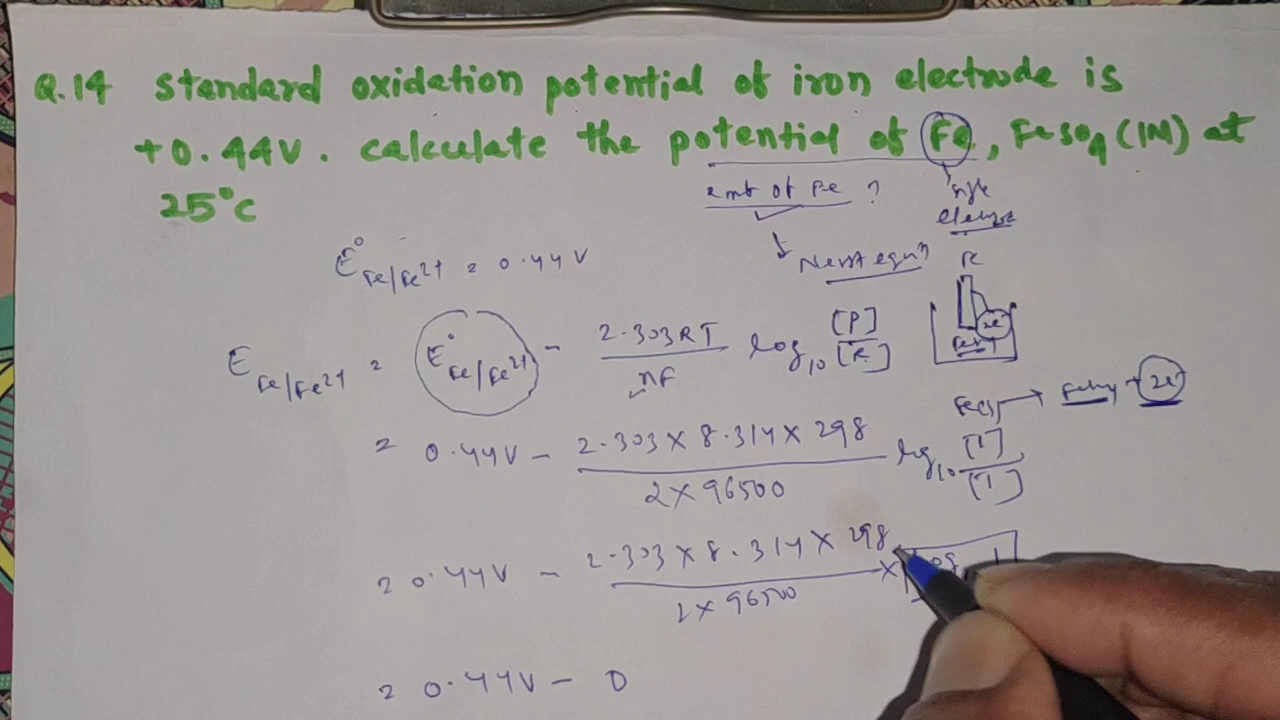 Q.14 standard oxidation potential of iron electrode is
+0.44V. calculate the potential of Fe, FeSO4 (1M) at
25°C
emb of Fe ?
single
Nernst eqn
Fe
E° Fe/Fe2+ = 0.44 V
E Fe/Fe2+ = E° Fe/Fe2+ - 2.303RT / nF log10 [P] / [R]
Fe(s) → 2e
= 0.44V - 2.303 X 8.314 X 298 / 2 X 96500 log10 [1] / [1]
= 0.44V - 2.303 X 8.314 X 298 / 2 X 96500 X log 1
= 0.44V - 0